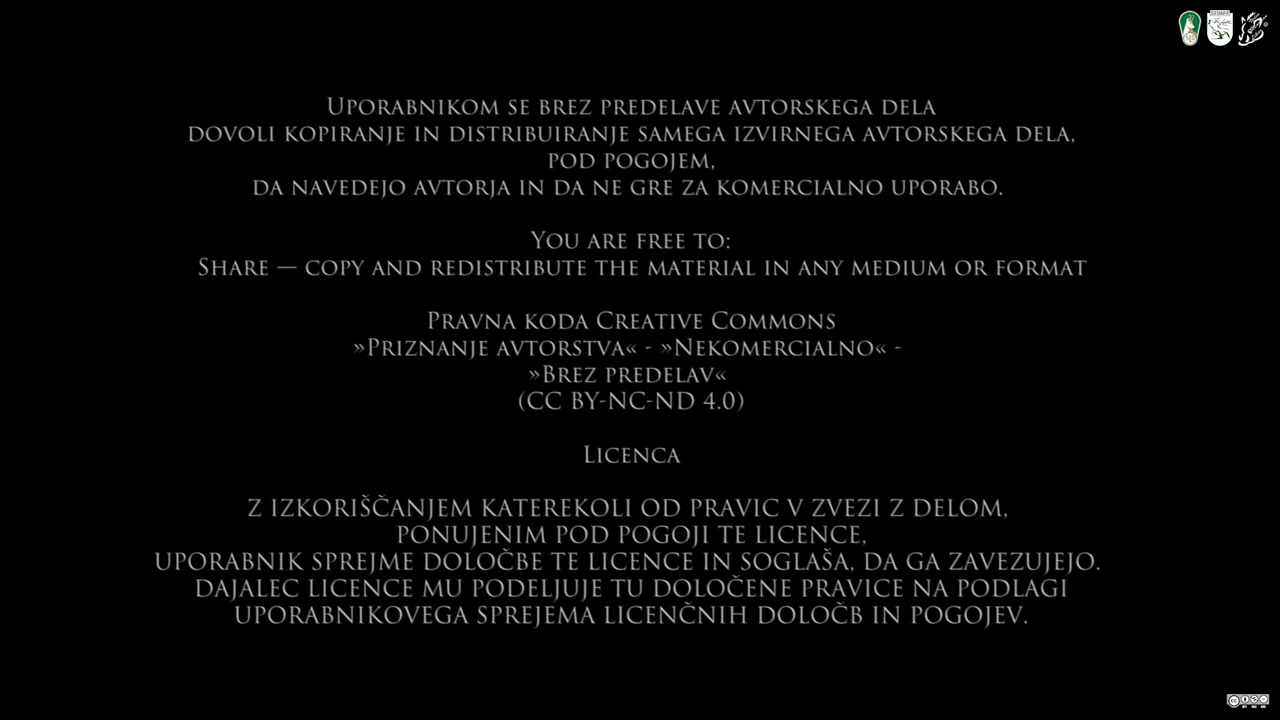 Uporabnikom se brez predelave avtorskega dela
dovoli kopiranje in distribuiranje samega izvirnega avtorskega dela,
pod pogojem,
da navedejo avtorja in da ne gre za komercialno uporabo.
You are free to:
Share — copy and redistribute the material in any medium or format
Pravna koda Creative Commons
»Priznanje avtorstva« - »Nekomercialno« -
»Brez predelav«
(CC BY-NC-ND 4.0)
Licenca
Z IZKORIŠČANJEM KATEREKOLI OD PRAVIC V ZVEZI Z DELOM,
PONUJENIM POD POGOJI TE LICENCE,
UPORABNIK SPREJME DOLOČBE TE LICENCE IN SOGLAŠA, DA GA ZAVEZUJEJO.
DAJALEC LICENCE MU PODELJUJE TU DOLOČENE PRAVICE NA PODLAGI
UPORABNIKOVEGA SPREJEMA LICENČNIH DOLOČB IN POGOJEV.